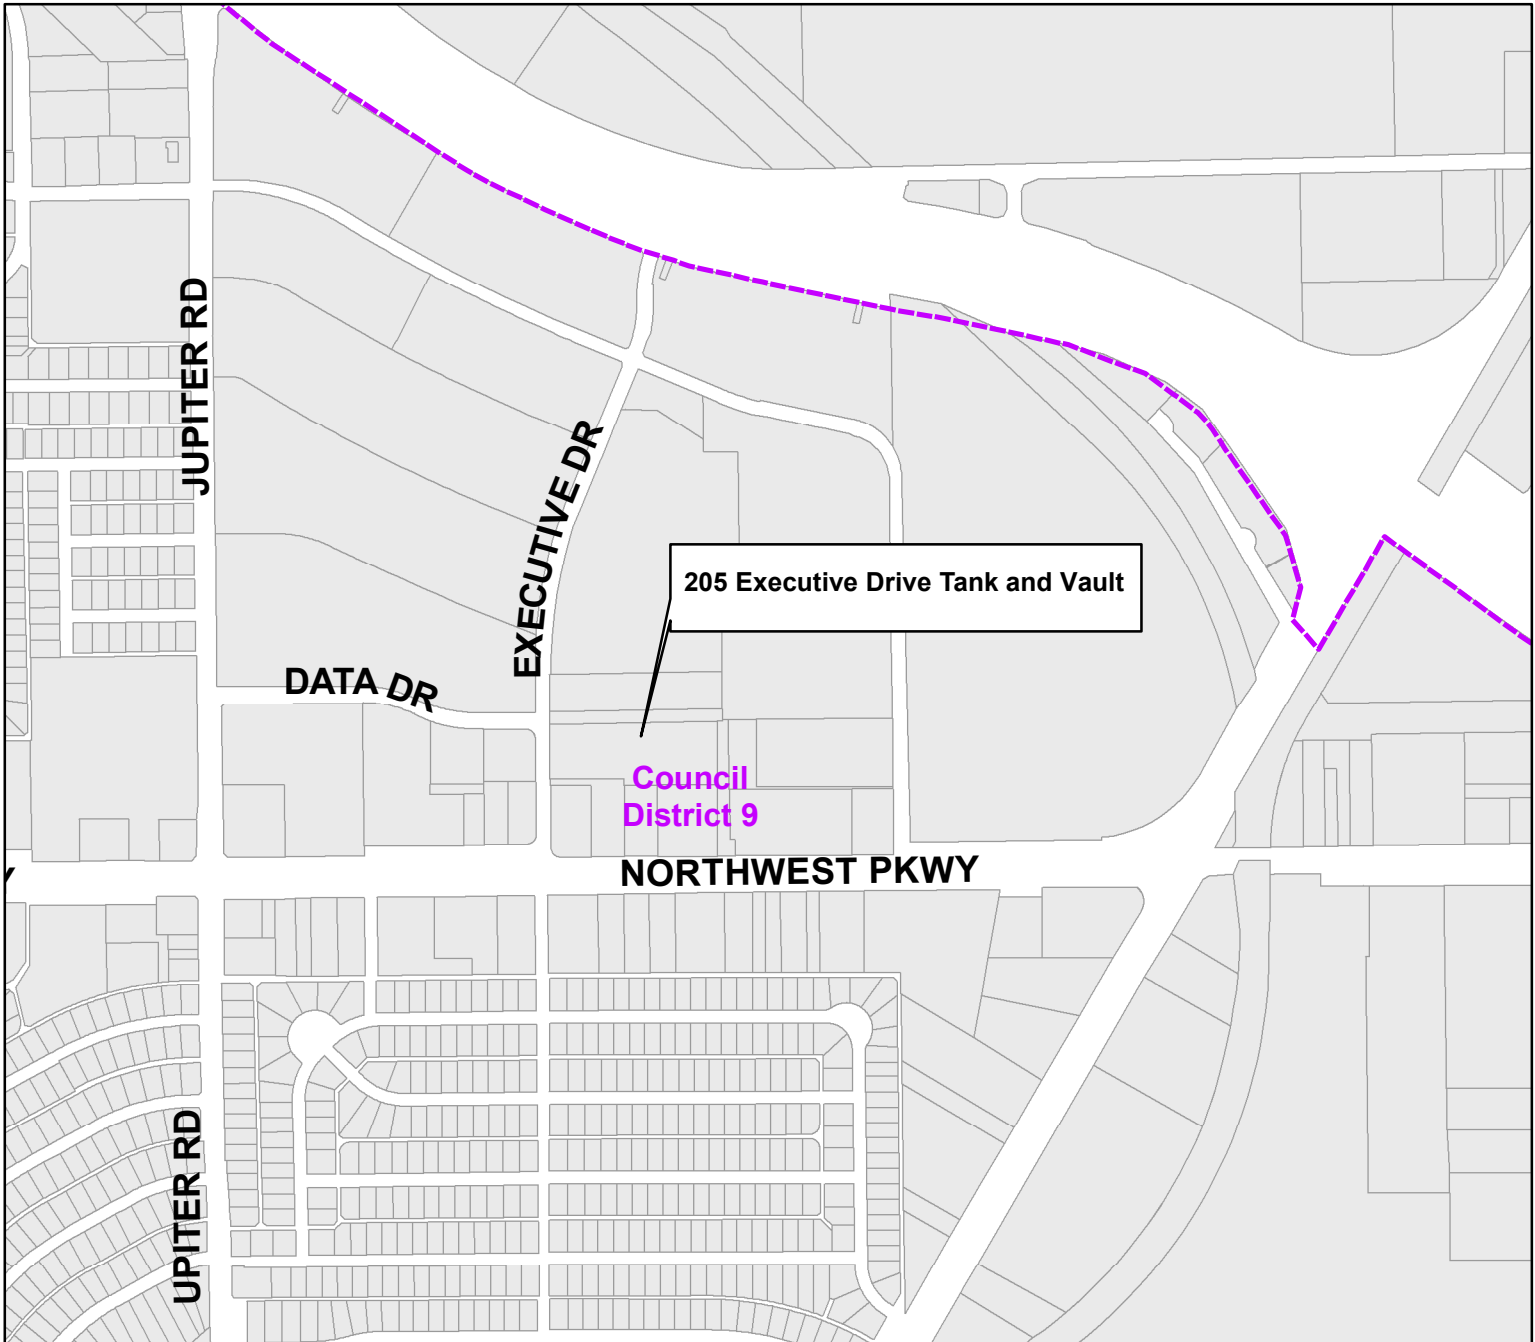 JUPITER RD
EXECUTIVE DR
205 Executive Drive Tank and Vault
DATA DR
Council
District 9
NORTHWEST PKWY
Y
UPITER RD